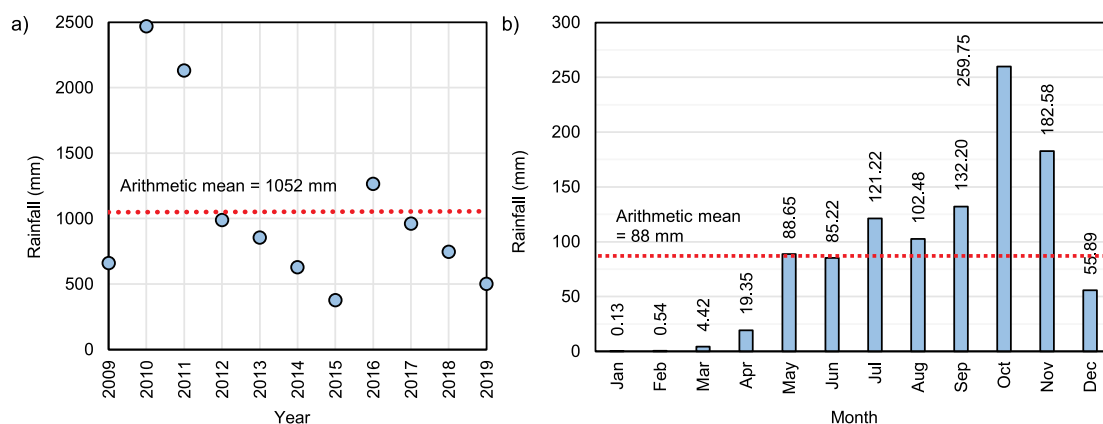 a)
2500
2000
1500
1000
500
0
Rainfall (mm)
Arithmetic mean = 1052 mm
2009
2010
2011
2012
2013
2014
2015
2016
2017
2018
2019
Year
b)
300
250
200
150
100
50
0
Rainfall (mm)
Arithmetic mean
= 88 mm
0.13
0.54
4.42
19.35
88.65
85.22
121.22
102.48
132.20
259.75
182.58
55.89
Jan
Feb
Mar
Apr
May
Jun
Jul
Aug
Sep
Oct
Nov
Dec
Month